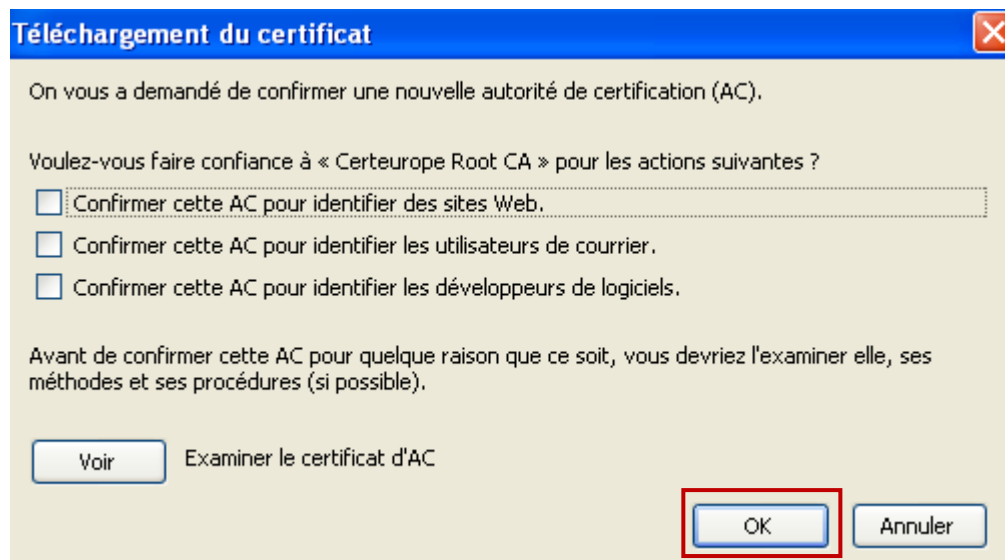 Téléchargement du certificat
On vous a demandé de confirmer une nouvelle autorité de certification (AC).
Voulez-vous faire confiance à « Certeurope Root CA » pour les actions suivantes ?
Confirmer cette AC pour identifier des sites Web.
Confirmer cette AC pour identifier les utilisateurs de courrier.
Confirmer cette AC pour identifier les développeurs de logiciels.
Avant de confirmer cette AC pour quelque raison que ce soit, vous devriez l'examiner elle, ses
méthodes et ses procédures (si possible).
Voir Examiner le certificat d'AC
OK Annuler